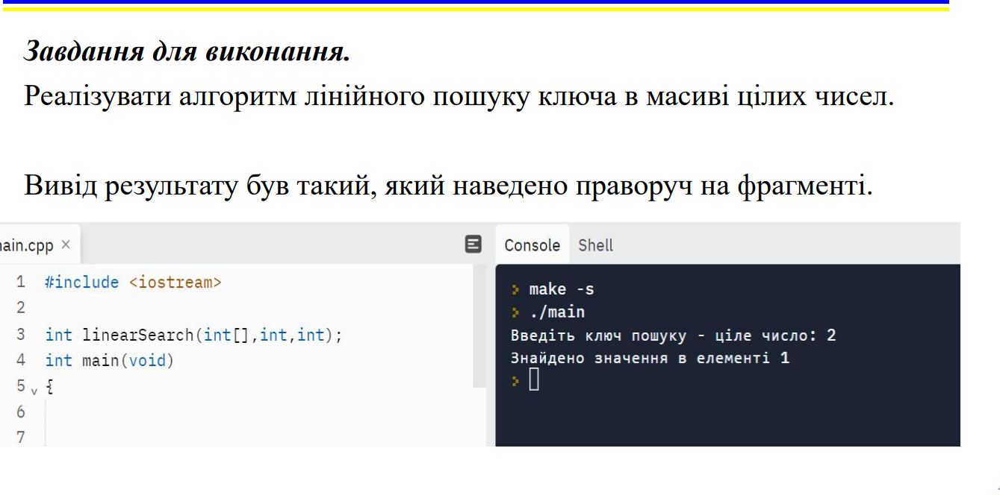 Завдання для виконання.
Реалізувати алгоритм лінійного пошуку ключа в масиві цілих чисел.
Вивід результату був такий, який наведено праворуч на фрагменті.
ain.cpp ×
1 #include <iostream>
2
3 int linearSearch(int[],int,int);
4 int main(void)
5 {
6
7
Console Shell
> make -s
> ./main
Введіть ключ пошуку - ціле число: 2
Знайдено значення в елементі 1
>